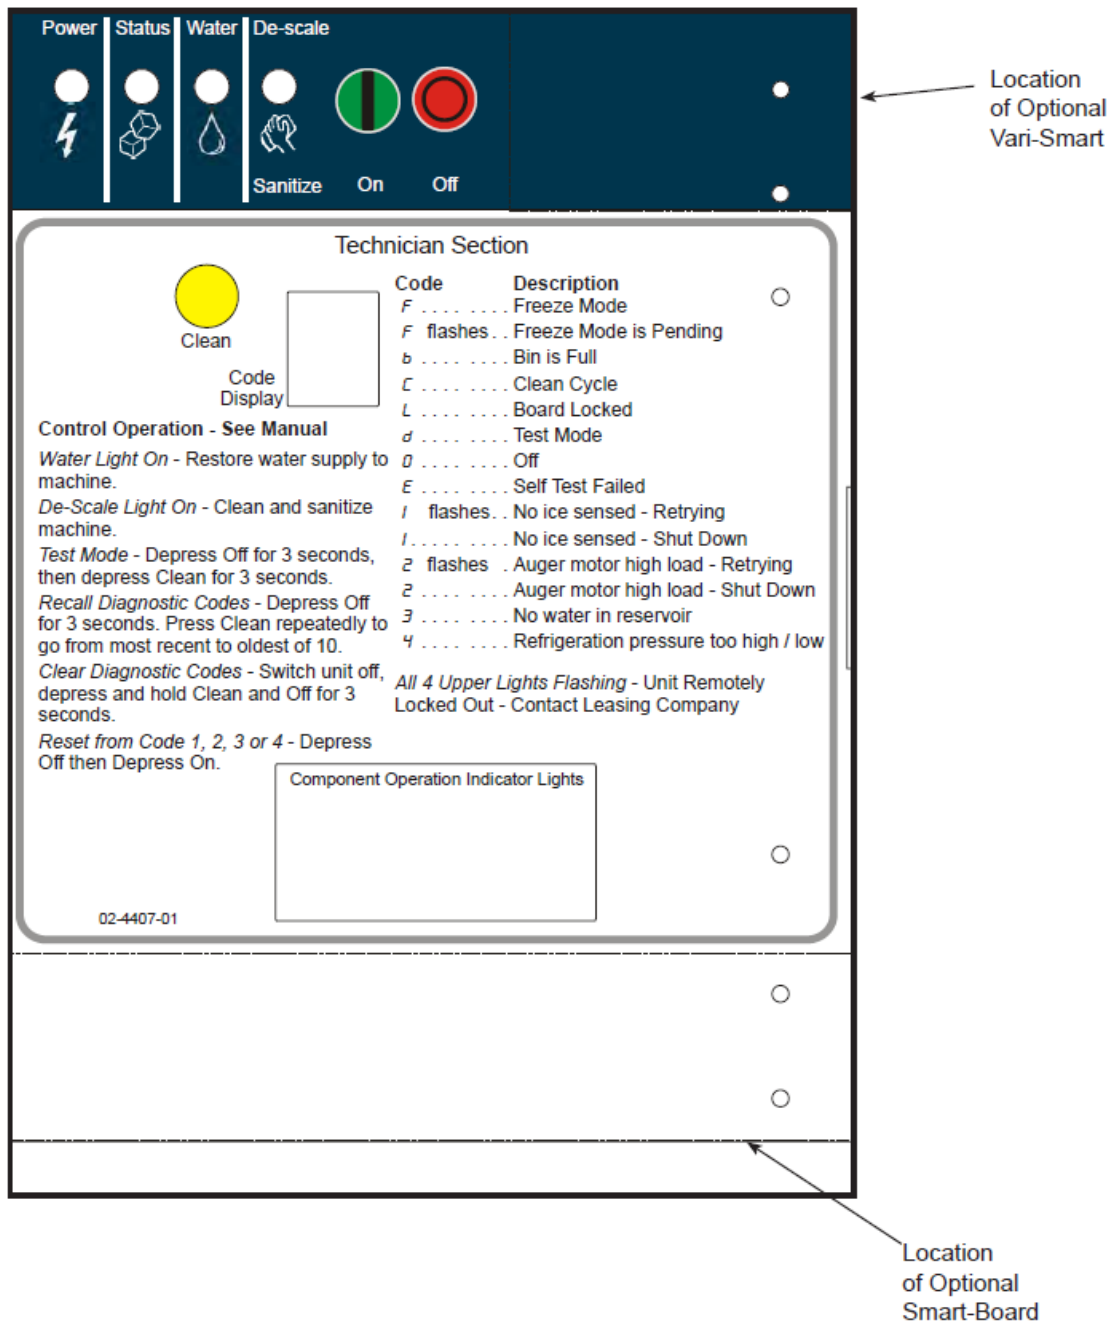 Power Status Water De-scale
Sanitize On Off
Location
of Optional
Vari-Smart
Technician Section
Clean
Code
Display
Control Operation - See Manual
Water Light On - Restore water supply to
machine.
De-Scale Light On - Clean and sanitize
machine.
Test Mode - Depress Off for 3 seconds,
then depress Clean for 3 seconds.
Recall Diagnostic Codes - Depress Off
for 3 seconds. Press Clean repeatedly to
go from most recent to oldest of 10.
Clear Diagnostic Codes - Switch unit off,
depress and hold Clean and Off for 3
seconds.
Reset from Code 1, 2, 3 or 4 - Depress
Off then Depress On.
Code Description
F . . . . . . . . Freeze Mode
F flashes . . Freeze Mode is Pending
b . . . . . . . . Bin is Full
C . . . . . . . . Clean Cycle
L . . . . . . . . Board Locked
d . . . . . . . . Test Mode
0 . . . . . . . . Off
E . . . . . . . . Self Test Failed
1 flashes . . No ice sensed - Retrying
1 . . . . . . . . . No ice sensed - Shut Down
2 flashes . Auger motor high load - Retrying
2 . . . . . . . . Auger motor high load - Shut Down
3 . . . . . . . . No water in reservoir
4 . . . . . . . . Refrigeration pressure too high / low
All 4 Upper Lights Flashing - Unit Remotely
Locked Out - Contact Leasing Company
Component Operation Indicator Lights
02-4407-01
Location
of Optional
Smart-Board